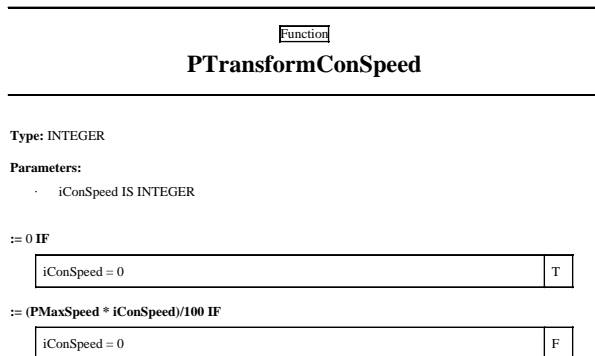 Function
PTransformConSpeed
Type: INTEGER
Parameters:
· iConSpeed IS INTEGER
:= 0 IF
iConSpeed = 0 T
:= (PMaxSpeed * iConSpeed)/100 IF
iConSpeed = 0 F